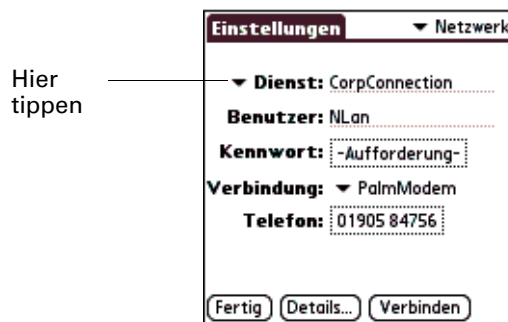 Einstellungen ▼ Netzwerk
Hier tippen
▼ Dienst: CorpConnection
Benutzer: NLan
Kennwort: -Aufforderung-
Verbindung: ▼ PalmModem
Telefon: 01905 84756
Fertig Details... Verbinden